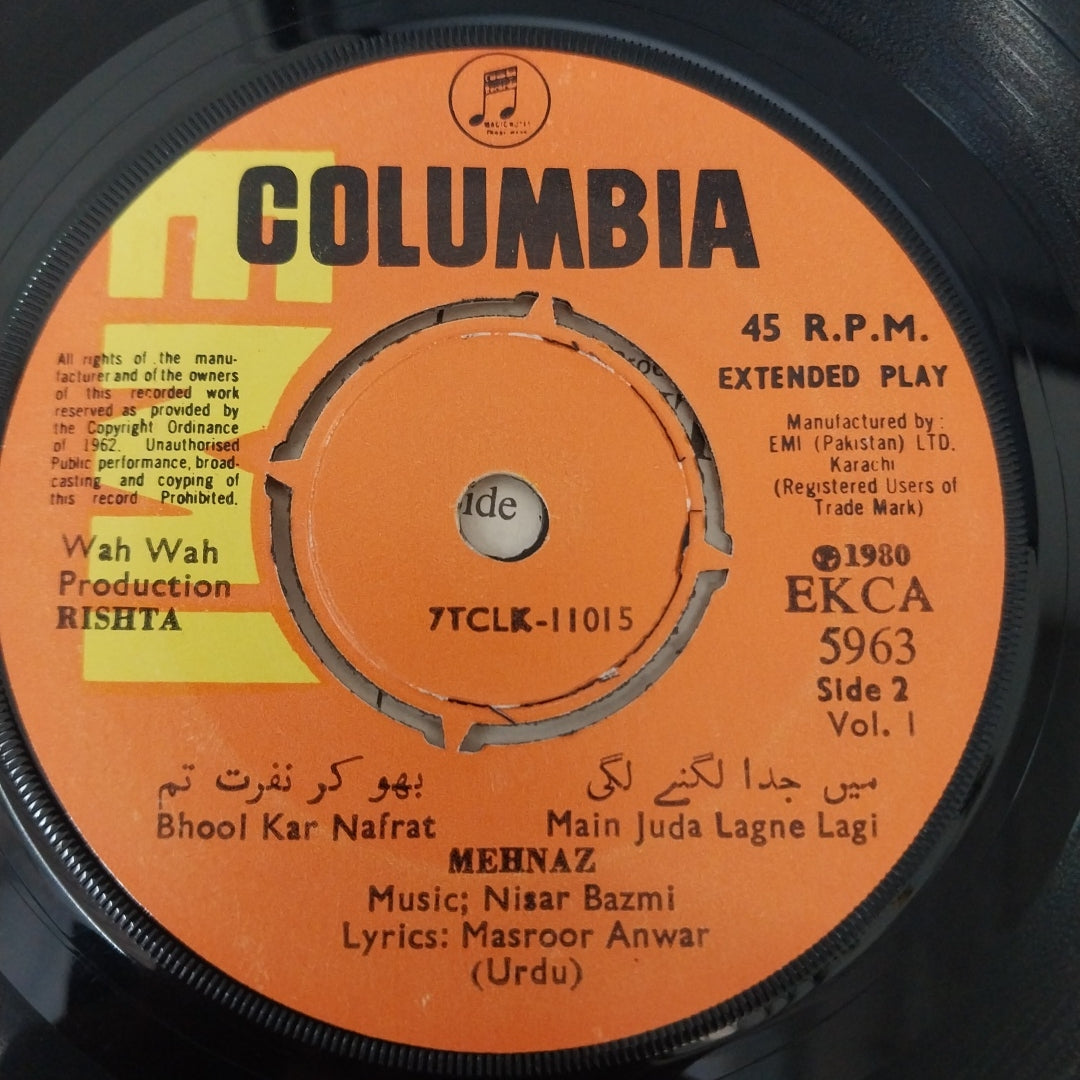 COLUMBIA
EMI
45 R.P.M.
EXTENDED PLAY
All rights of the manu-
facturer and of the owners
of this recorded work
reserved as provided by
the Copyright Ordinance
of 1962. Unauthorised
Public performance, broad-
casting and coyping of
this record Prohibited.
Manufactured by:
EMI (Pakistan) LTD.
Karachi
(Registered Users of
Trade Mark)
Wah Wah
Production
RISHTA
℗1980
EKCA
5963
Side 2
Vol. 1
ide
7TCLK-11015
بھو کر نفرت تم
میں جدا لگنے لگی
Bhool Kar Nafrat
Main Juda Lagne Lagi
MEHNAZ
Music; Nisar Bazmi
Lyrics: Masroor Anwar
(Urdu)